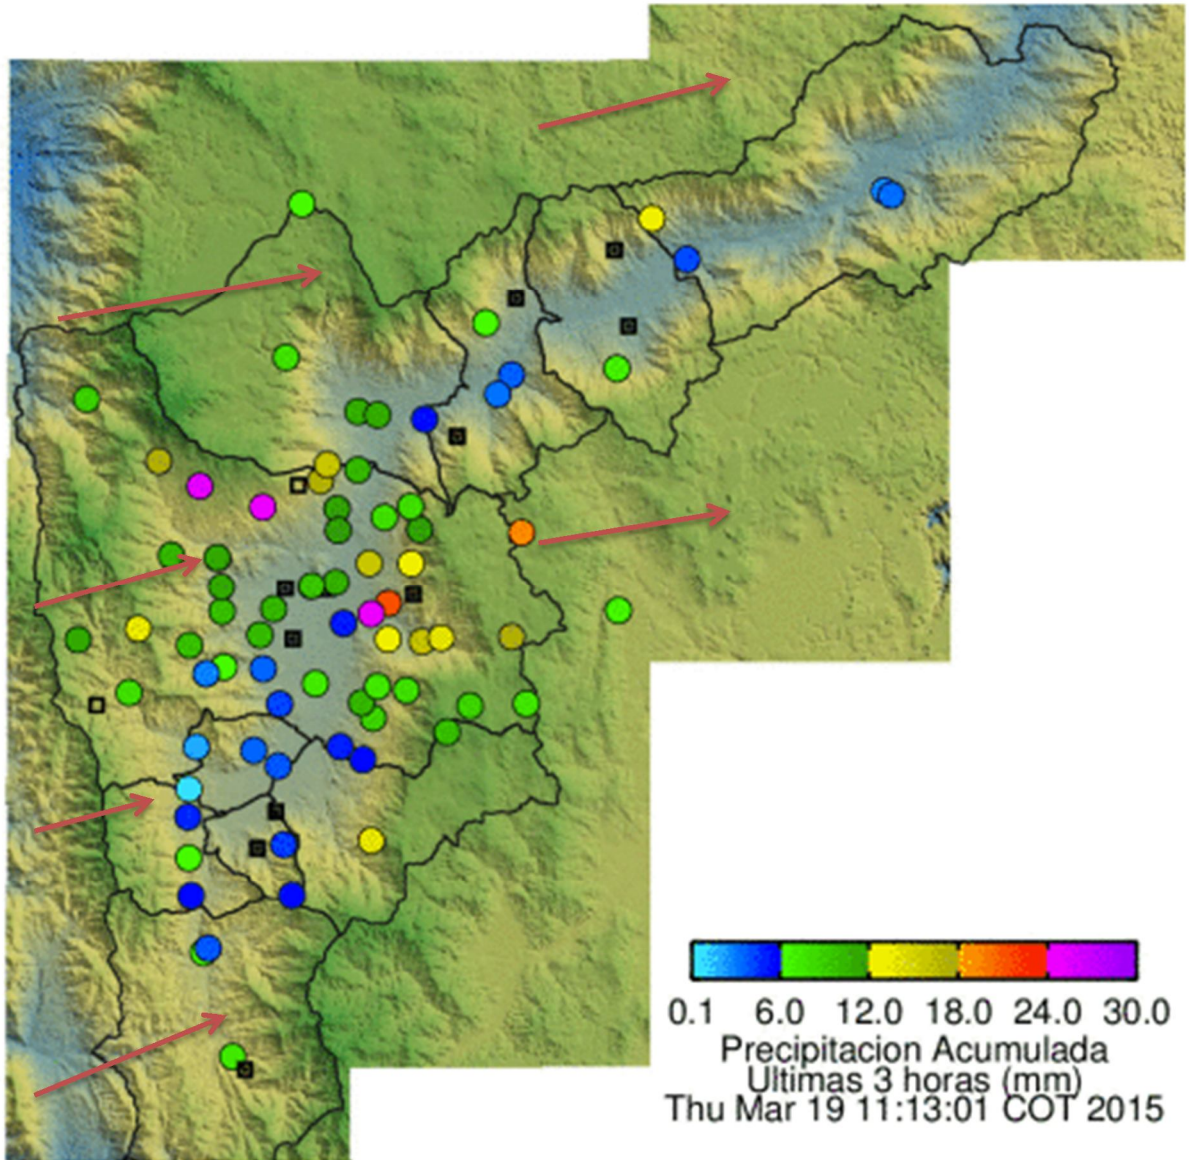 0.1 6.0 12.0 18.0 24.0 30.0
Precipitacion Acumulada
Ultimas 3 horas (mm)
Thu Mar 19 11:13:01 COT 2015